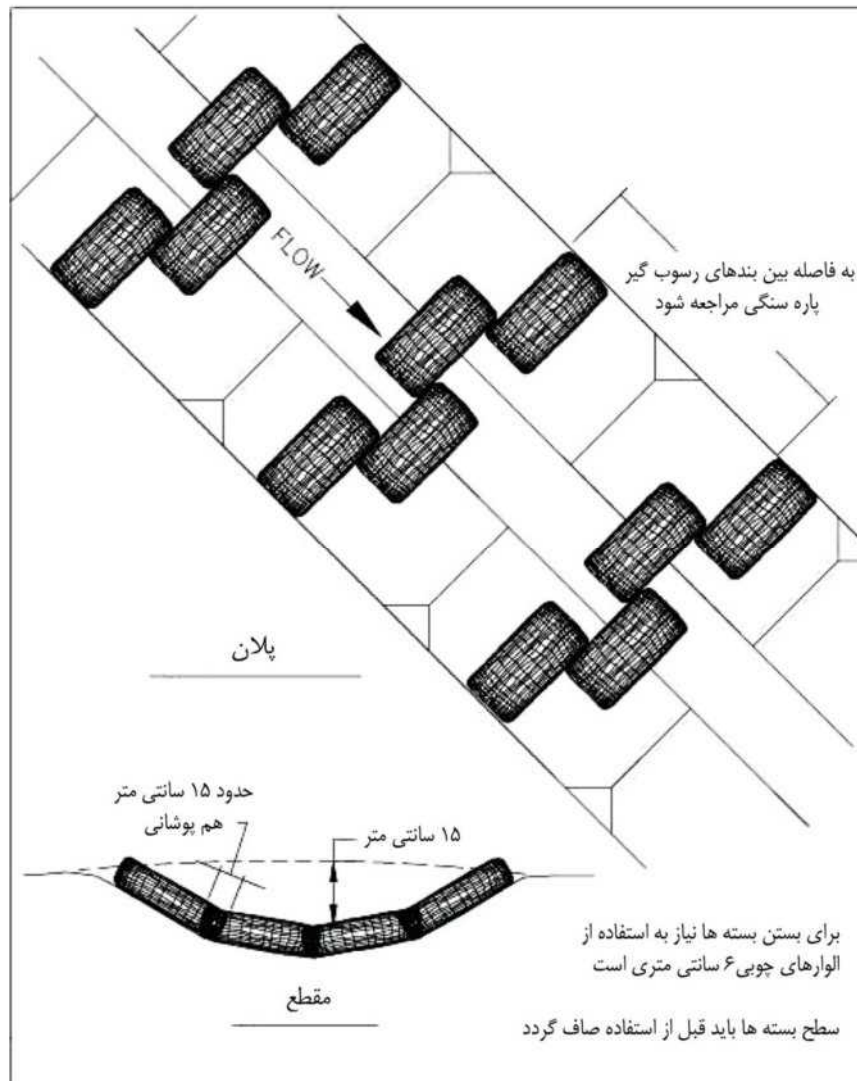 FLOW
به فاصله بین بندهای رسوب گیر
پاره سنگی مراجعه شود
پلان
حدود ۱۵ سانتی متر
هم پوشانی
۱۵ سانتی متر
مقطع
برای بستن بسته ها نیاز به استفاده از
الوارهای چوبی۶ سانتی متری است
سطح بسته ها باید قبل از استفاده صاف گردد